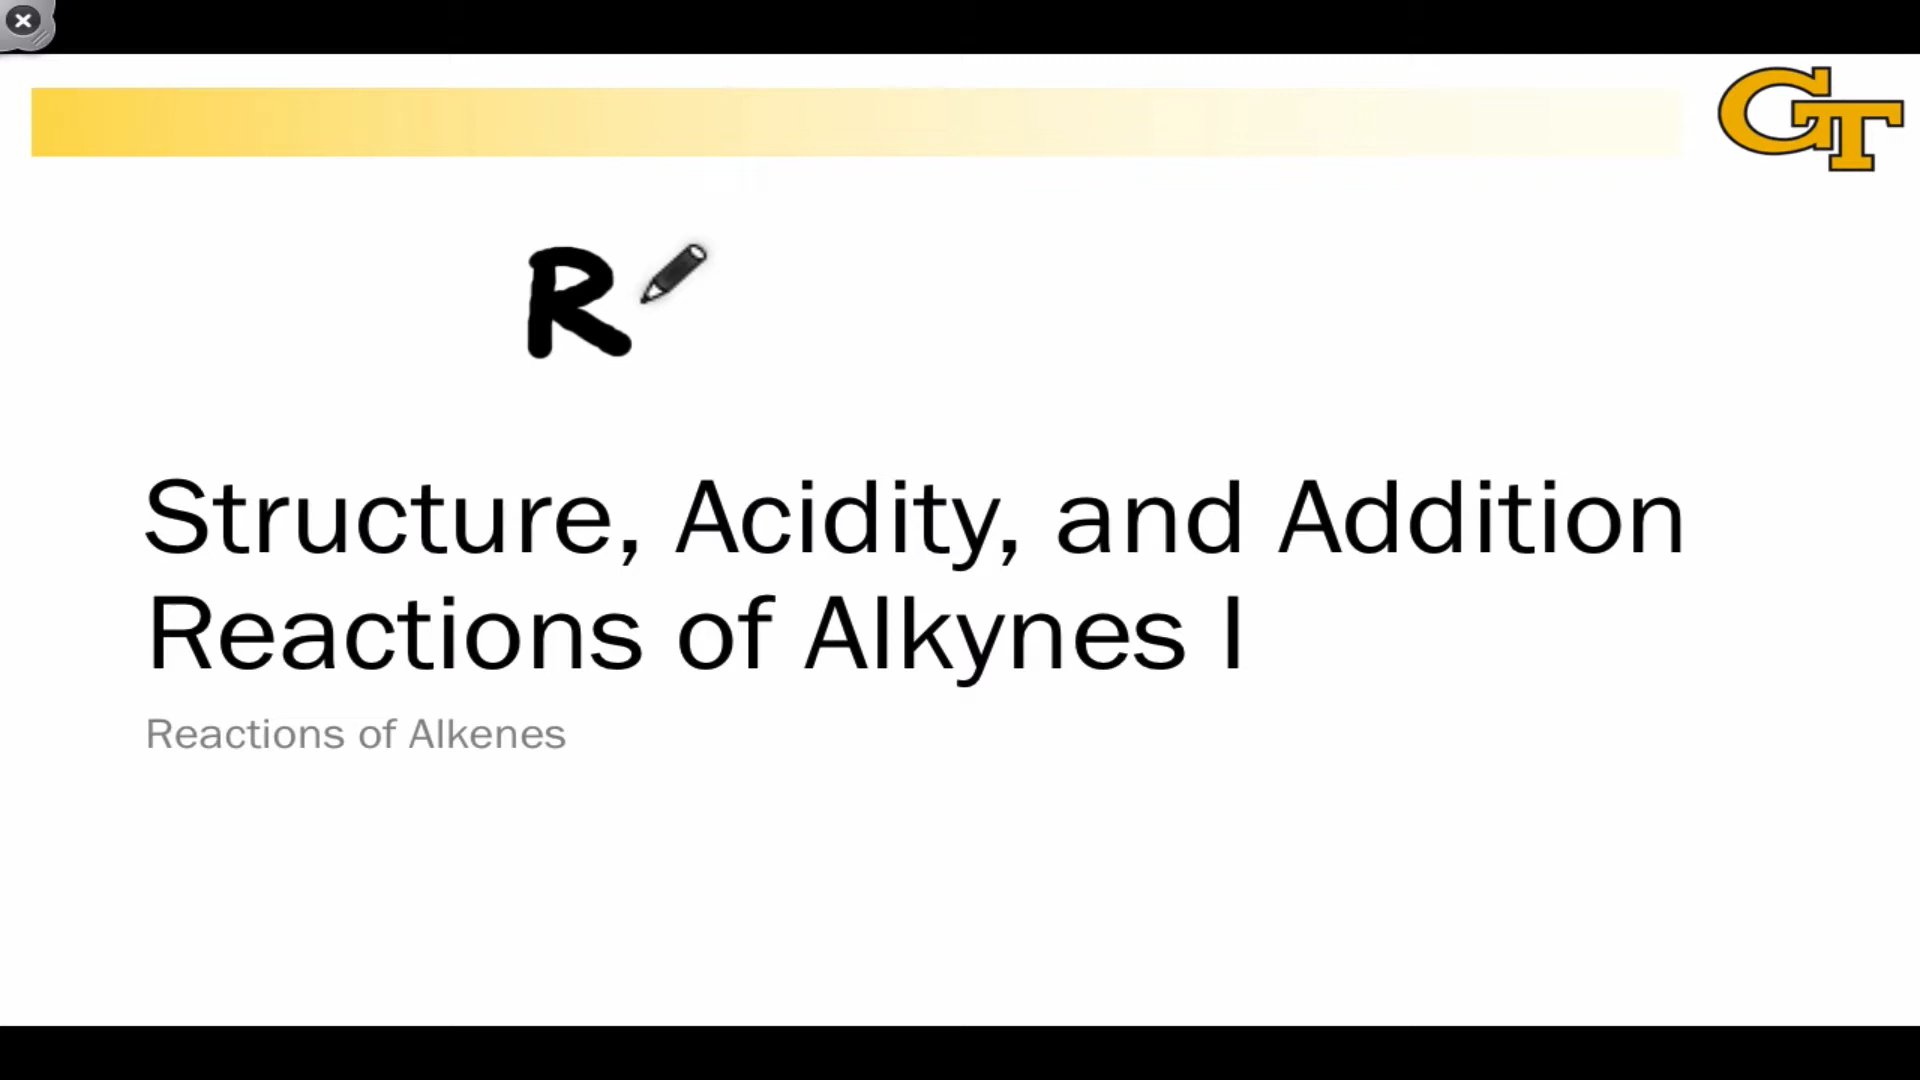 GT
R
Structure, Acidity, and Addition
Reactions of Alkynes I
Reactions of Alkenes